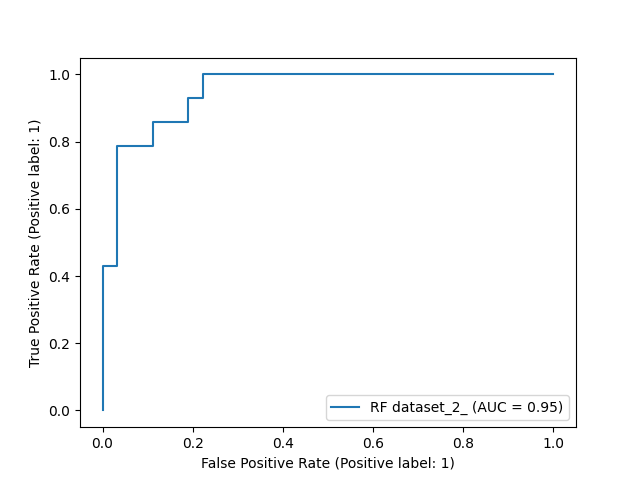 1.0
0.8
0.6
0.4
0.2
0.0
True Positive Rate (Positive label: 1)
RF dataset_2_ (AUC = 0.95)
0.0 0.2 0.4 0.6 0.8 1.0
False Positive Rate (Positive label: 1)